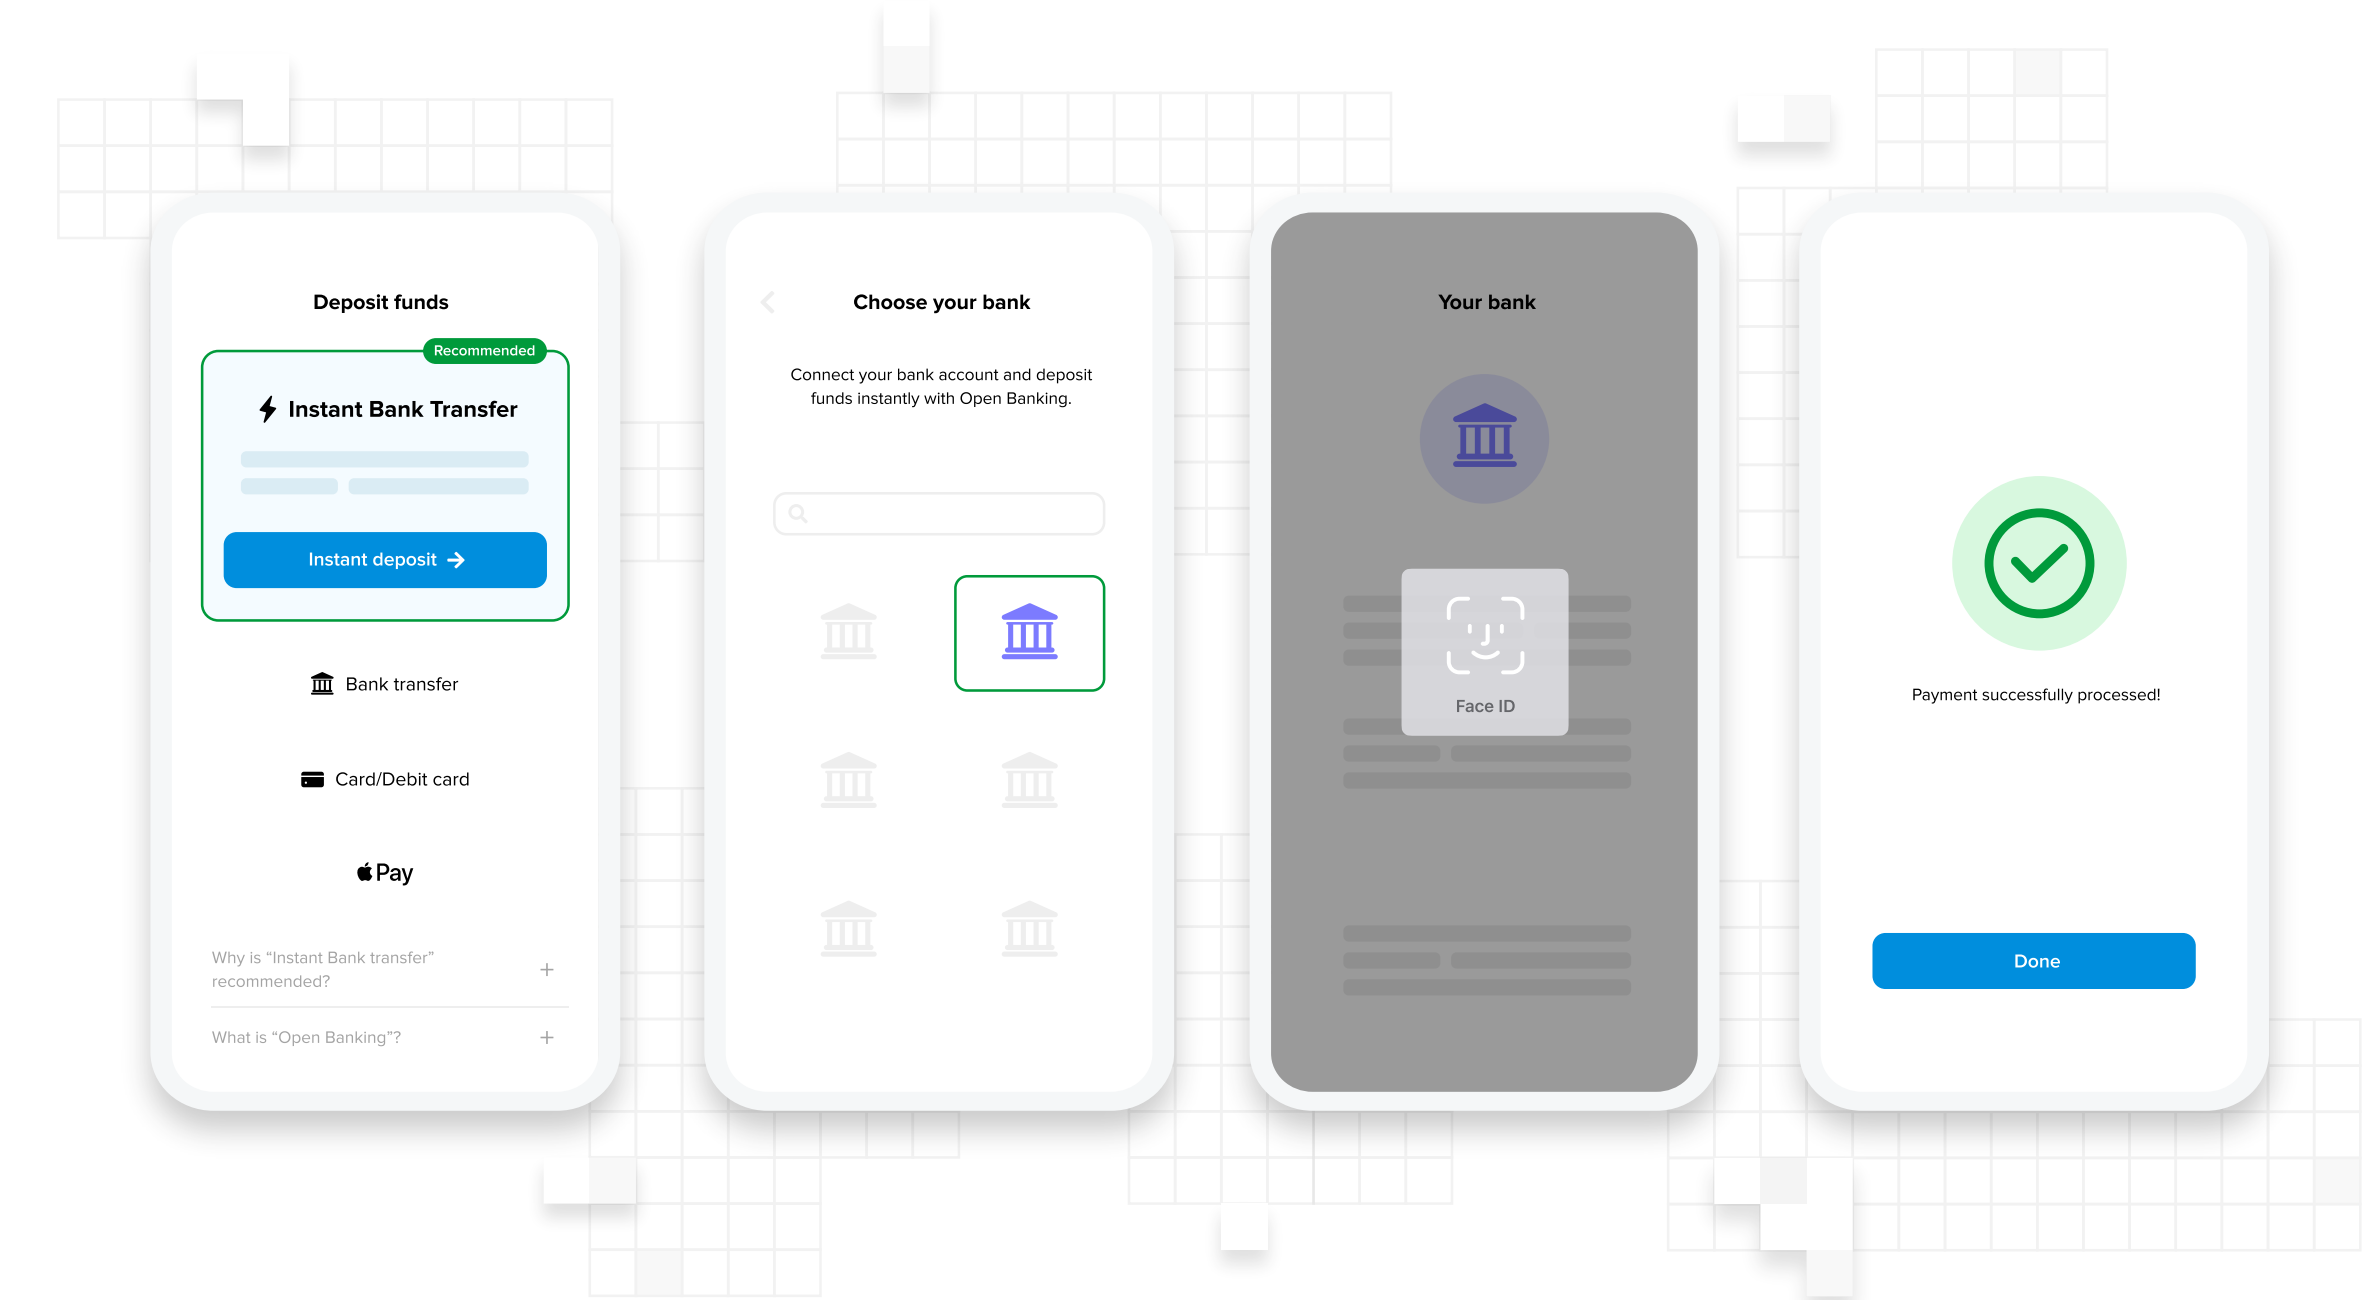 Deposit funds
Recommended
Instant Bank Transfer
Instant deposit
Bank transfer
Card/Debit card
Pay
Why is “Instant Bank transfer”
recommended?
What is “Open Banking”?
Choose your bank
Connect your bank account and deposit
funds instantly with Open Banking.
Your bank
Face ID
Payment successfully processed!
Done